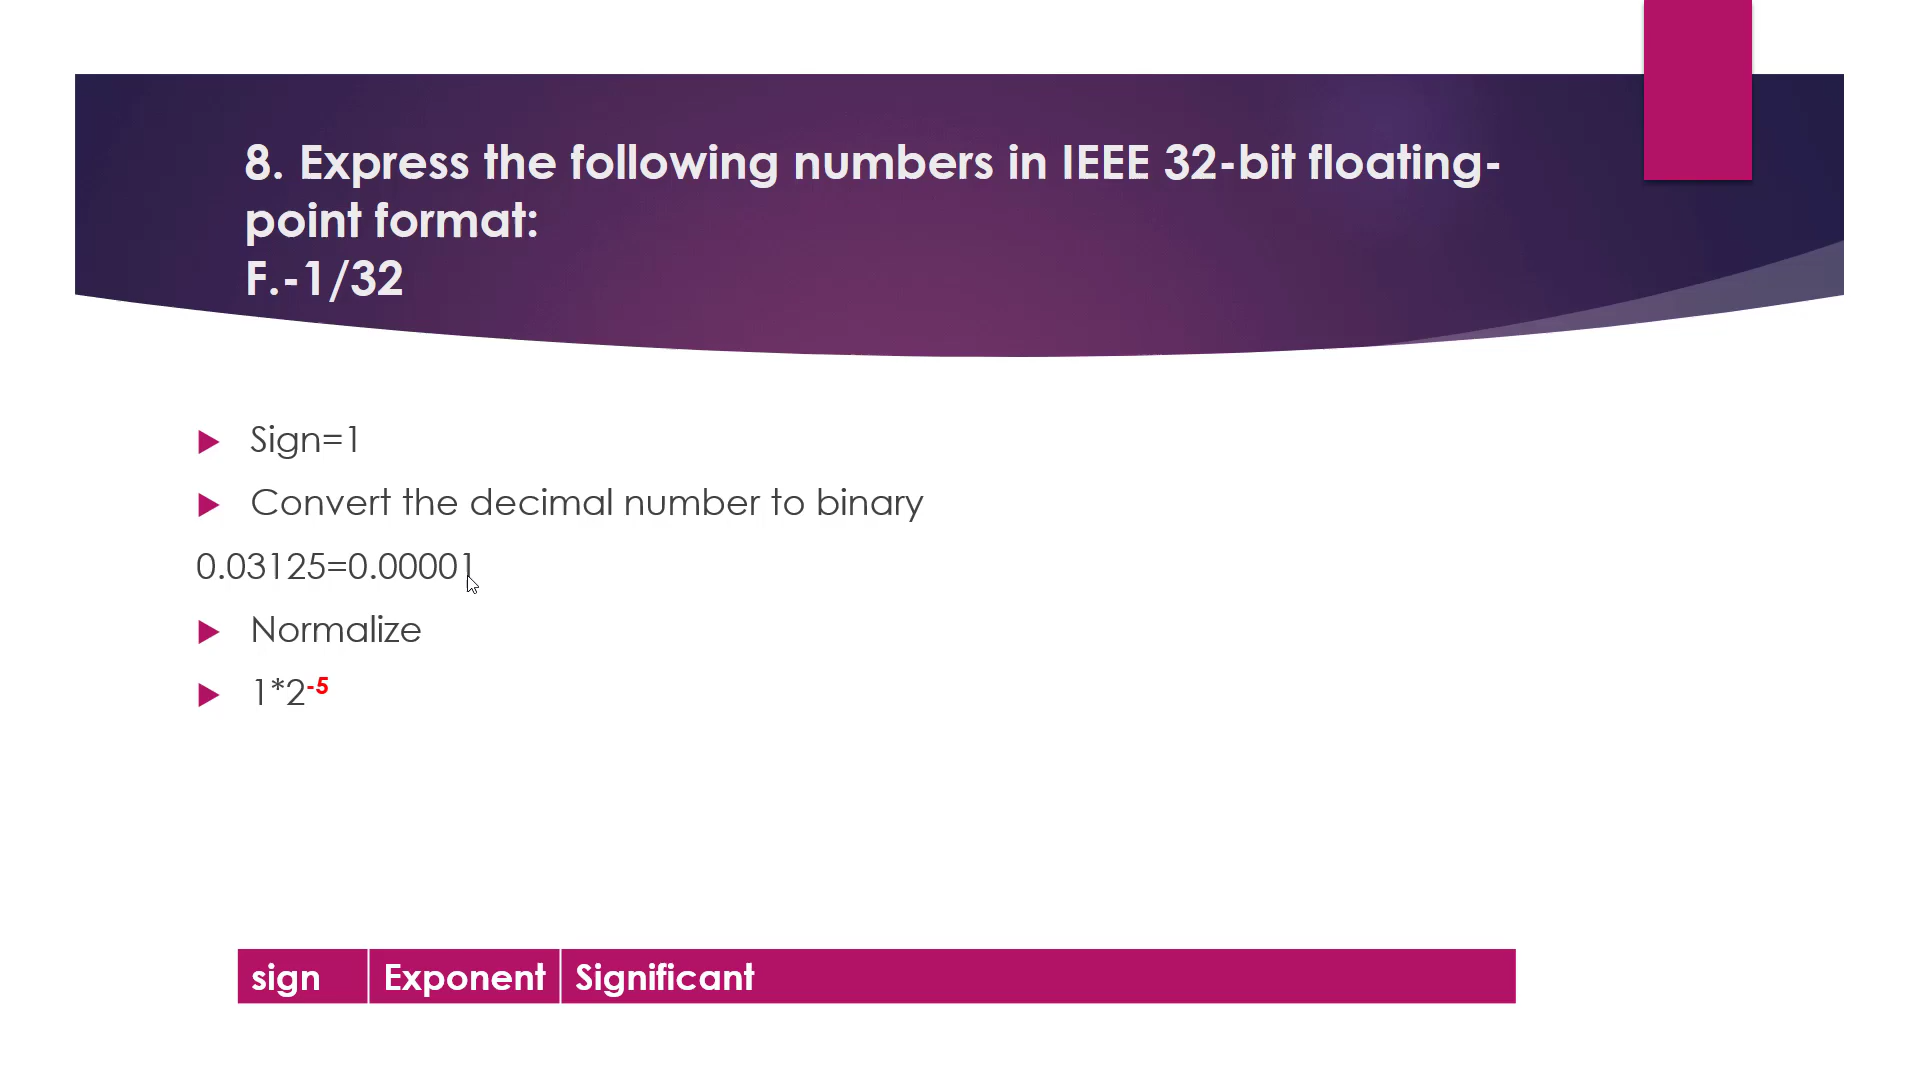 8. Express the following numbers in IEEE 32-bit floating-
point format:
F.-1/32
Sign=1
Convert the decimal number to binary
0.03125=0.00001
Normalize
1*2⁻⁵
sign Exponent Significant